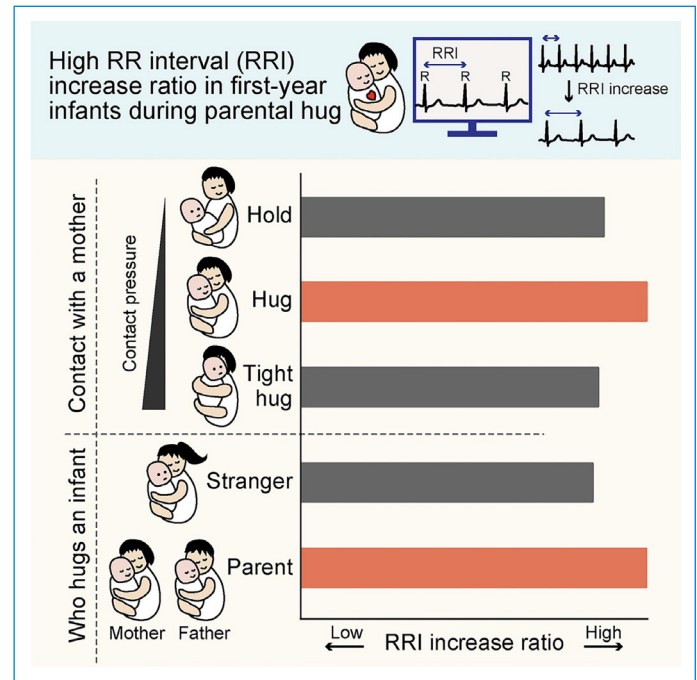 High RR interval (RRI)
increase ratio in first-year
infants during parental hug
RRI
R R R
RRI increase
Contact with a mother
Contact pressure
Hold
Hug
Tight
hug
Who hugs an infant
Stranger
Parent
Mother Father
Low RRI increase ratio High